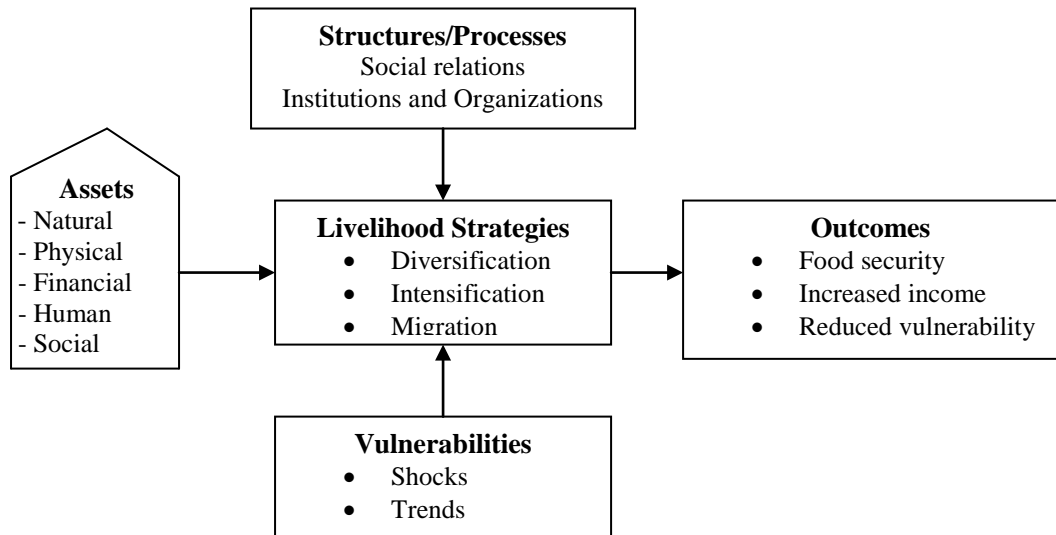 Structures/Processes
Social relations
Institutions and Organizations
Assets
- Natural
- Physical
- Financial
- Human
- Social
Livelihood Strategies
• Diversification
• Intensification
• Migration
Outcomes
• Food security
• Increased income
• Reduced vulnerability
Vulnerabilities
• Shocks
• Trends